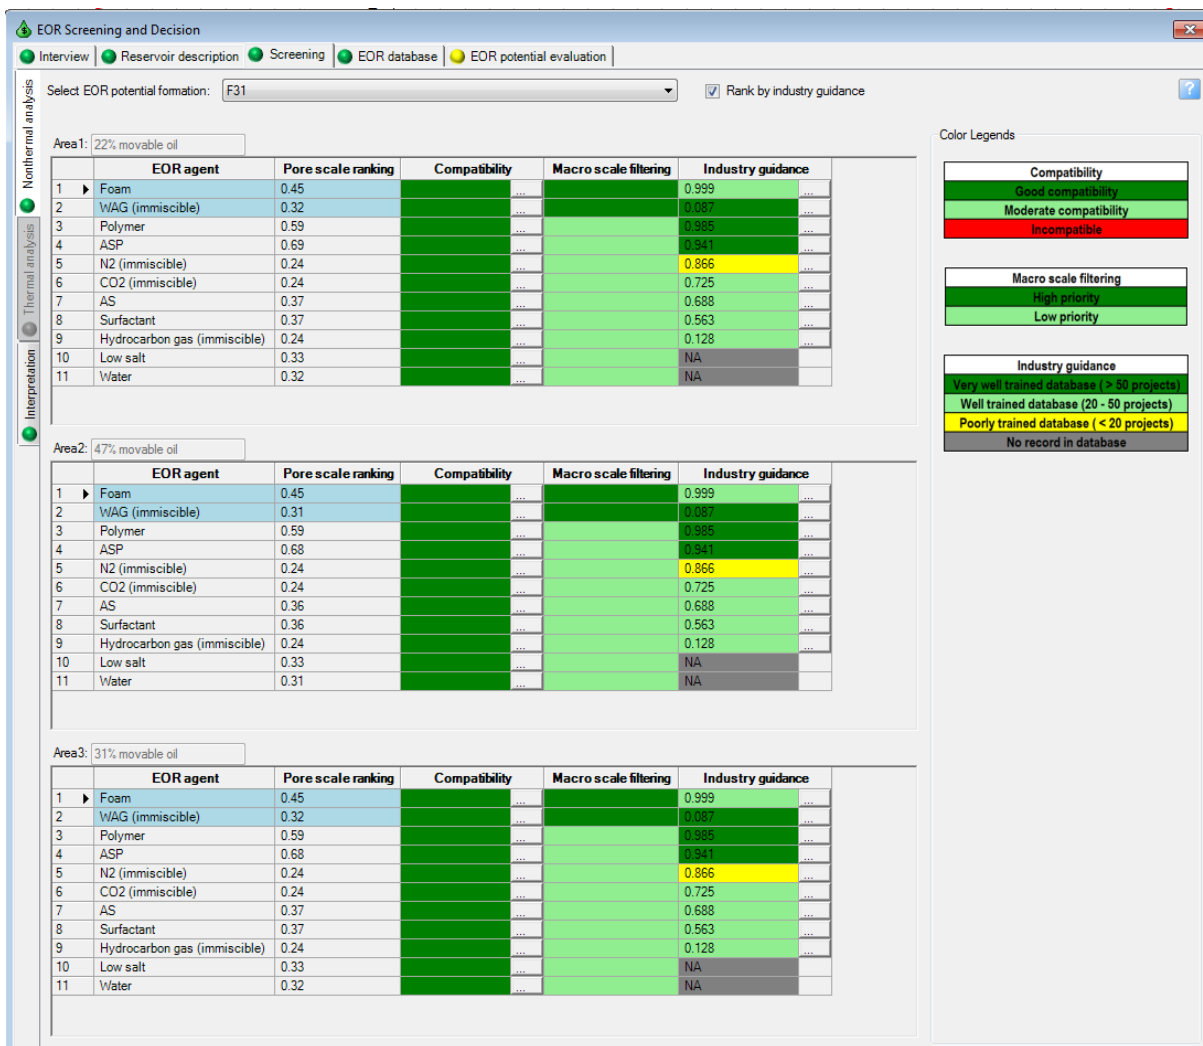 EOR Screening and Decision
Interview Reservoir description Screening EOR database EOR potential evaluation
Nonthermal analysis
Thermal analysis
Interpretation
Select EOR potential formation: F31 Rank by industry guidance ?
Area1: 22% movable oil
EOR agent Pore scale ranking Compatibility Macro scale filtering Industry guidance
1 Foam 0.45 ... 0.999 ...
2 WAG (immiscible) 0.32 ... 0.087 ...
3 Polymer 0.59 ... 0.985 ...
4 ASP 0.69 ... 0.941 ...
5 N2 (immiscible) 0.24 ... 0.866 ...
6 CO2 (immiscible) 0.24 ... 0.725 ...
7 AS 0.37 ... 0.688 ...
8 Surfactant 0.37 ... 0.563 ...
9 Hydrocarbon gas (immiscible) 0.24 ... 0.128 ...
10 Low salt 0.33 ... NA
11 Water 0.32 ... NA
Area2: 47% movable oil
EOR agent Pore scale ranking Compatibility Macro scale filtering Industry guidance
1 Foam 0.45 ... 0.999 ...
2 WAG (immiscible) 0.31 ... 0.087 ...
3 Polymer 0.59 ... 0.985 ...
4 ASP 0.68 ... 0.941 ...
5 N2 (immiscible) 0.24 ... 0.866 ...
6 CO2 (immiscible) 0.24 ... 0.725 ...
7 AS 0.36 ... 0.688 ...
8 Surfactant 0.36 ... 0.563 ...
9 Hydrocarbon gas (immiscible) 0.24 ... 0.128 ...
10 Low salt 0.33 ... NA
11 Water 0.31 ... NA
Area3: 31% movable oil
EOR agent Pore scale ranking Compatibility Macro scale filtering Industry guidance
1 Foam 0.45 ... 0.999 ...
2 WAG (immiscible) 0.32 ... 0.087 ...
3 Polymer 0.59 ... 0.985 ...
4 ASP 0.68 ... 0.941 ...
5 N2 (immiscible) 0.24 ... 0.866 ...
6 CO2 (immiscible) 0.24 ... 0.725 ...
7 AS 0.37 ... 0.688 ...
8 Surfactant 0.37 ... 0.563 ...
9 Hydrocarbon gas (immiscible) 0.24 ... 0.128 ...
10 Low salt 0.33 ... NA
11 Water 0.32 ... NA
Color Legends
Compatibility
Good compatibility
Moderate compatibility
Incompatible
Macro scale filtering
High priority
Low priority
Industry guidance
Very well trained database ( > 50 projects)
Well trained database (20 - 50 projects)
Poorly trained database ( < 20 projects)
No record in database